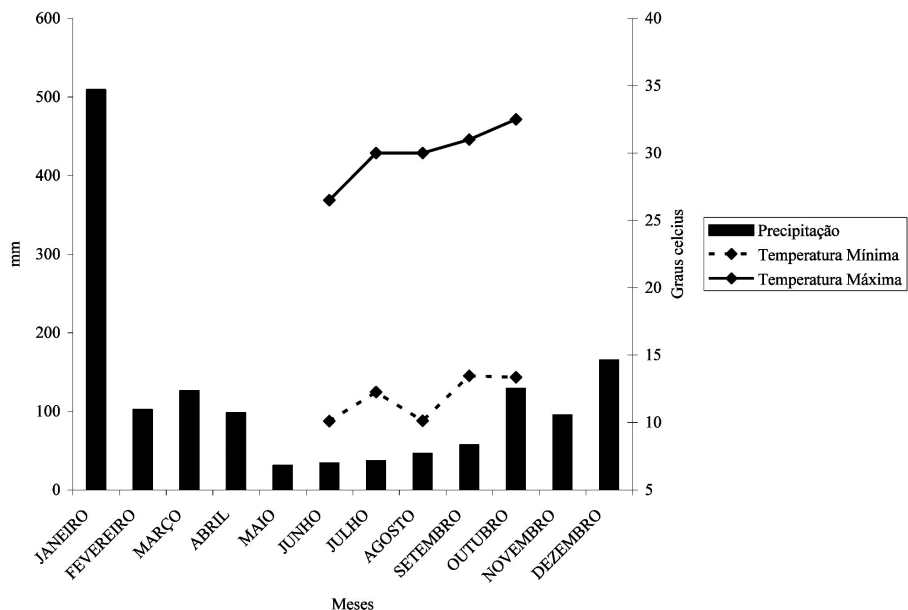 600
500
400
300
200
100
0
mm
40
35
30
25
20
15
10
5
Graus celcius
JANEIRO
FEVEREIRO
MARÇO
ABRIL
MAIO
JUNHO
JULHO
AGOSTO
SETEMBRO
OUTUBRO
NOVEMBRO
DEZEMBRO
Meses
Precipitação
Temperatura Mínima
Temperatura Máxima